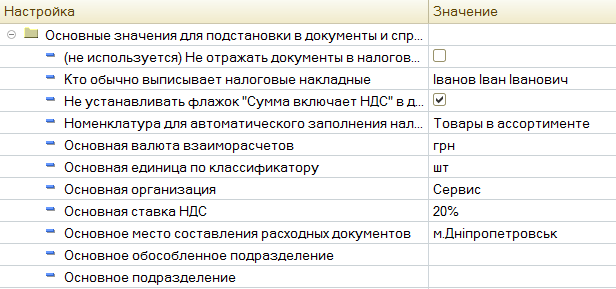 Настройка Значение
Основные значения для подстановки в документы и спр...
(не используется) Не отражать документы в налогов...
Кто обычно выписывает налоговые накладные Іванов Іван Іванович
Не устанавливать флажок "Сумма включает НДС" в д...
Номенклатура для автоматического заполнения нал... Товары в ассортименте
Основная валюта взаиморасчетов грн
Основная единица по классификатору шт
Основная организация Сервис
Основная ставка НДС 20%
Основное место составления расходных документов м.Дніпропетровськ
Основное обособленное подразделение
Основное подразделение